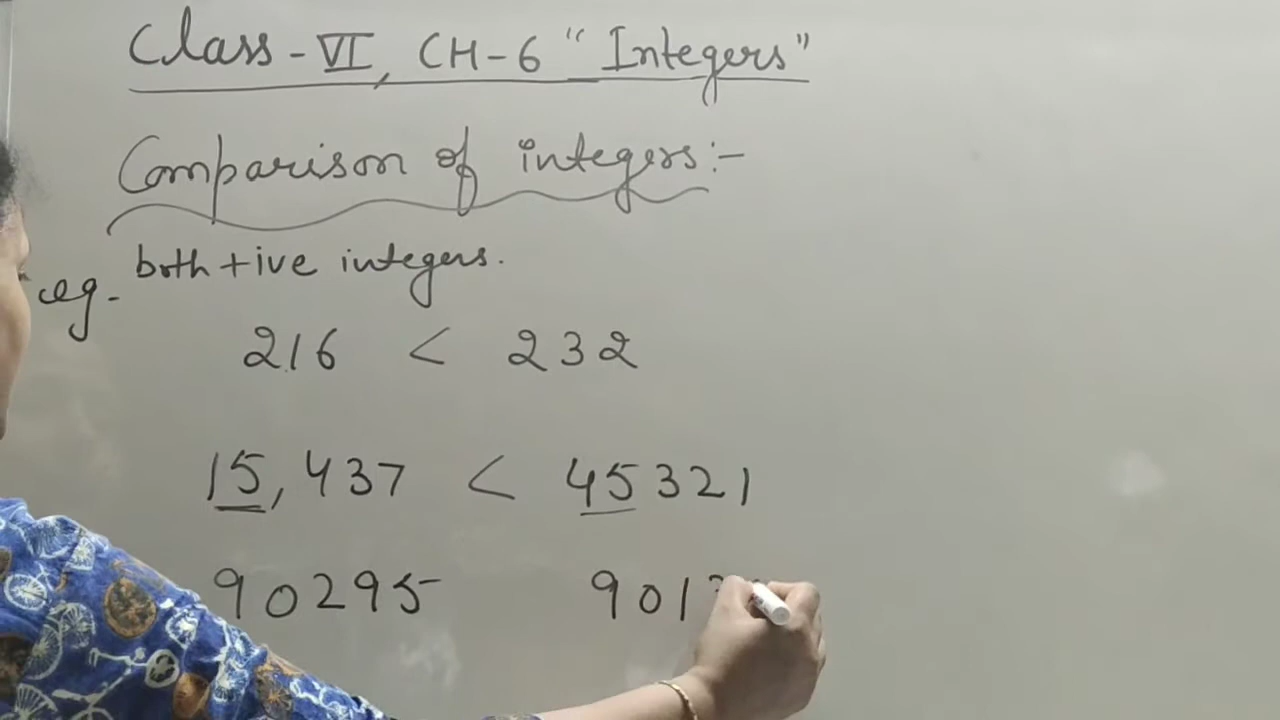 Class - VI, CH-6 "Integers"
Comparison of integers:-
eg. both +ive integers.
216 < 232
15,437 < 45321
90295 901